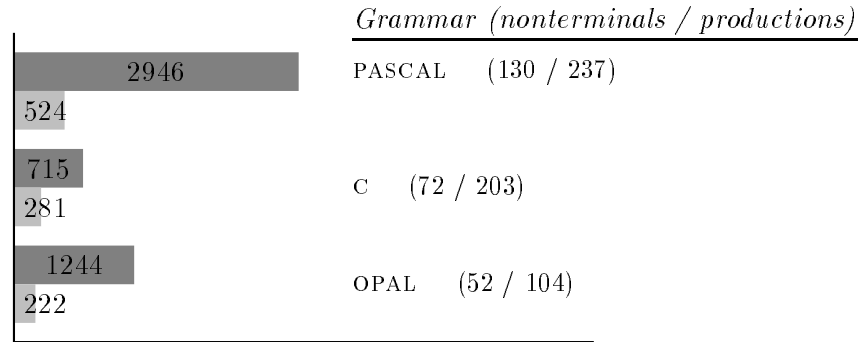 Grammar (nonterminals / productions)
2946 PASCAL (130 / 237)
524
715
C (72 / 203)
281
1244
OPAL (52 / 104)
222